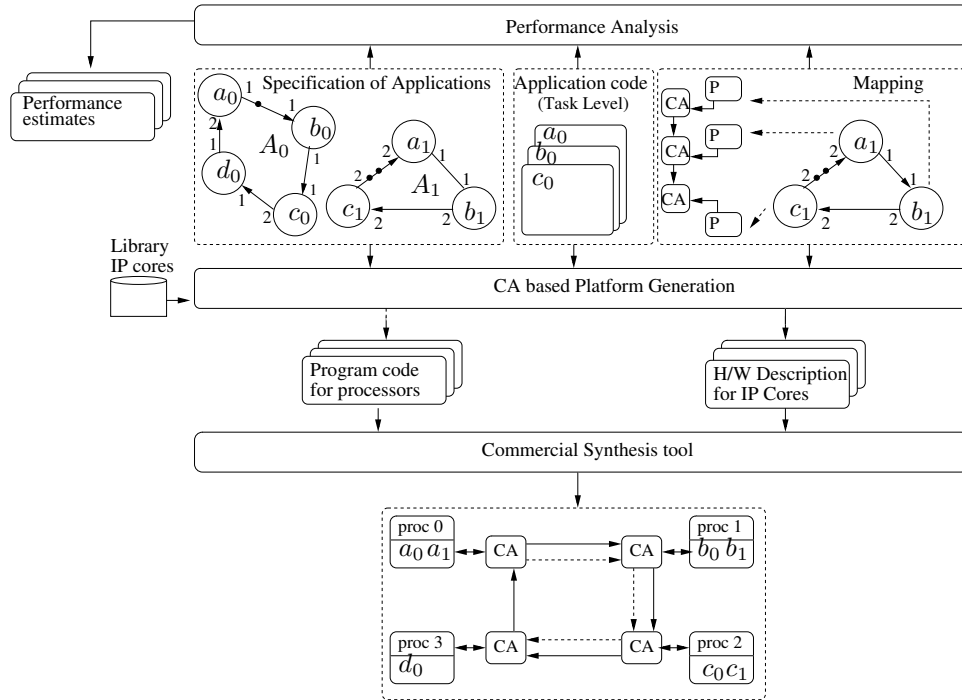 Performance Analysis
Performance
estimates
Specification of Applications
a0
1
1
b0
2
A0
1
1
d0
1
1
2
c0
a1
2
1
2
A1
c1
2
2
b1
Application code
(Task Level)
a0
b0
c0
Mapping
P
CA
P
CA
CA
P
a1
2
1
2
1
c1
2
2
b1
Library
IP cores
CA based Platform Generation
Program code
for processors
H/W Description
for IP Cores
Commercial Synthesis tool
proc 0
a0 a1
CA
CA
proc 1
b0 b1
proc 3
d0
CA
CA
proc 2
c0 c1